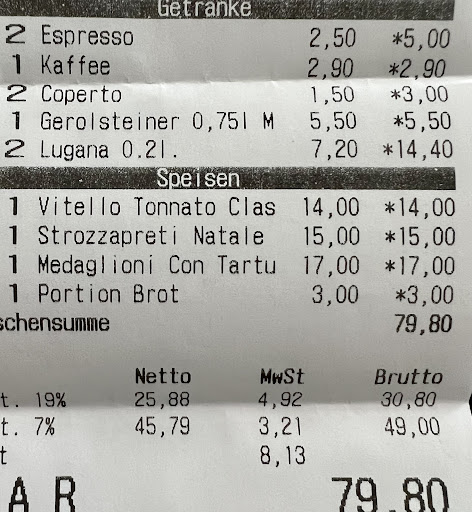 Getränke
2 Espresso 2,50 *5,00
1 Kaffee 2,90 *2,90
2 Coperto 1,50 *3,00
1 Gerolsteiner 0,75l M 5,50 *5,50
2 Lugana 0.2l. 7,20 *14,40
Speisen
1 Vitello Tonnato Clas 14,00 *14,00
1 Strozzapreti Natale 15,00 *15,00
1 Medaglioni Con Tartu 17,00 *17,00
1 Portion Brot 3,00 *3,00
schensumme 79,80
Netto MwSt Brutto
t. 19% 25,88 4,92 30,80
t. 7% 45,79 3,21 49,00
t 8,13
A R 79,80